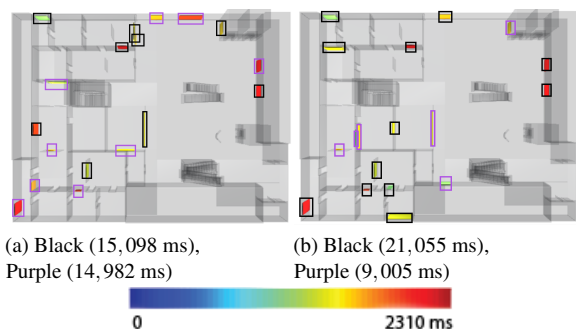 (a) Black (15, 098 ms),
Purple (14, 982 ms)
(b) Black (21, 055 ms),
Purple (9, 005 ms)
0
2310 ms